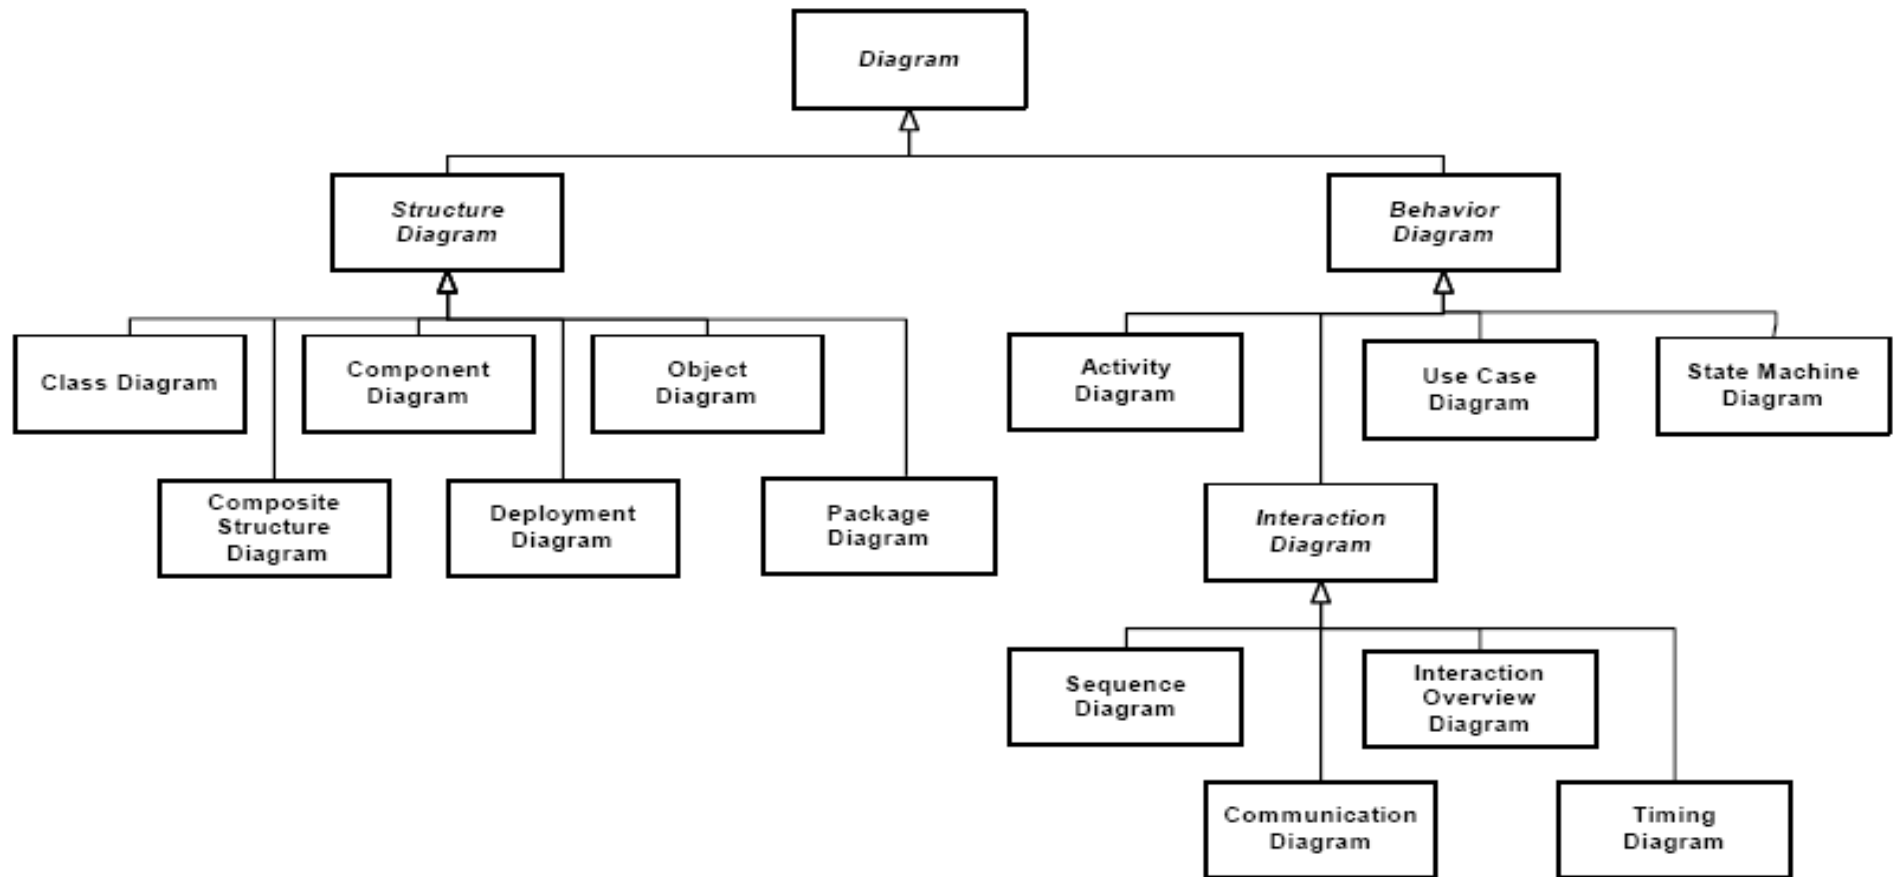 Diagram
Structure
Diagram
Behavior
Diagram
Class Diagram
Component
Diagram
Object
Diagram
Activity
Diagram
Use Case
Diagram
State Machine
Diagram
Composite
Structure
Diagram
Deployment
Diagram
Package
Diagram
Interaction
Diagram
Sequence
Diagram
Interaction
Overview
Diagram
Communication
Diagram
Timing
Diagram